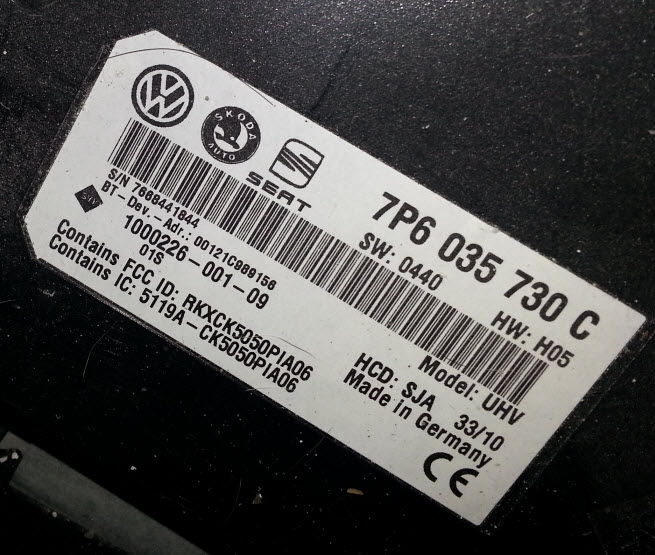 SKODA
AUTO
SEAT
7P6 035 730 C
SW: 0440
HW: H05
S/N 7668441844
BT-Dev.-Adr.: 00121C989156
1000226-001-09
01S
Model: UHV
Contains FCC ID: RKXCK5050PIA06
Contains IC: 5119A-CK5050PIA06
HCD: SJA 33/10
Made in Germany
CE